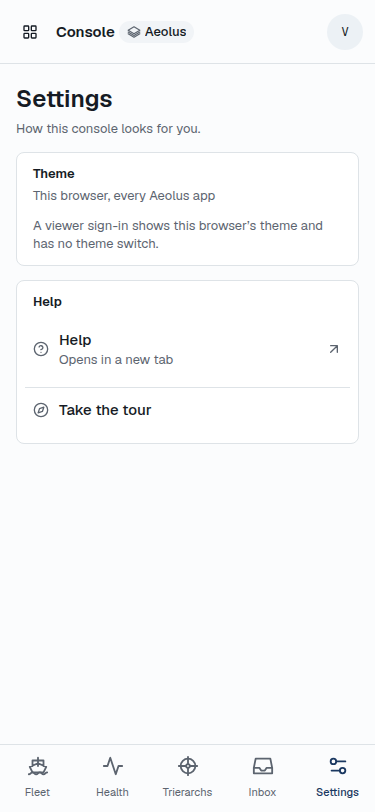 Console
Aeolus
V
Settings
How this console looks for you.
Theme
This browser, every Aeolus app
A viewer sign-in shows this browser's theme and
has no theme switch.
Help
Help
Opens in a new tab
Take the tour
Fleet
Health
Trierarchs
Inbox
Settings